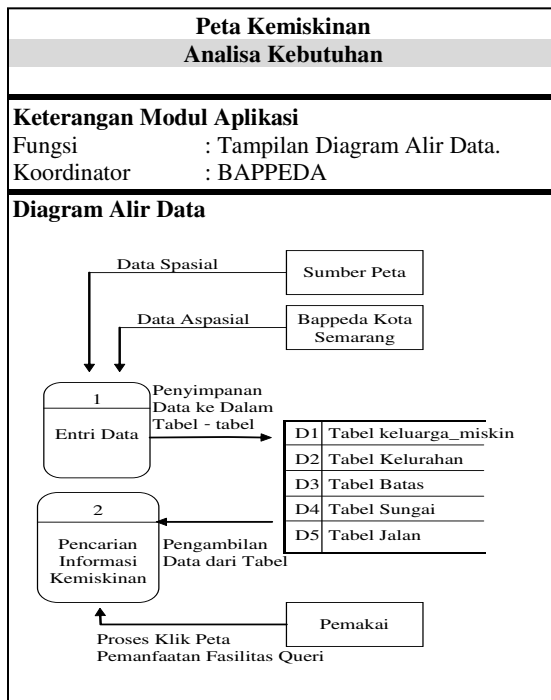 Peta Kemiskinan
Analisa Kebutuhan
Keterangan Modul Aplikasi
Fungsi : Tampilan Diagram Alir Data.
Koordinator : BAPPEDA
Diagram Alir Data
Data Spasial
Sumber Peta
Data Aspasial
Bappeda Kota
Semarang
1
Entri Data
Penyimpanan
Data ke Dalam
Tabel - tabel
D1 Tabel keluarga_miskin
D2 Tabel Kelurahan
D3 Tabel Batas
D4 Tabel Sungai
D5 Tabel Jalan
2
Pencarian
Informasi
Kemiskinan
Pengambilan
Data dari Tabel
Pemakai
Proses Klik Peta
Pemanfaatan Fasilitas Queri